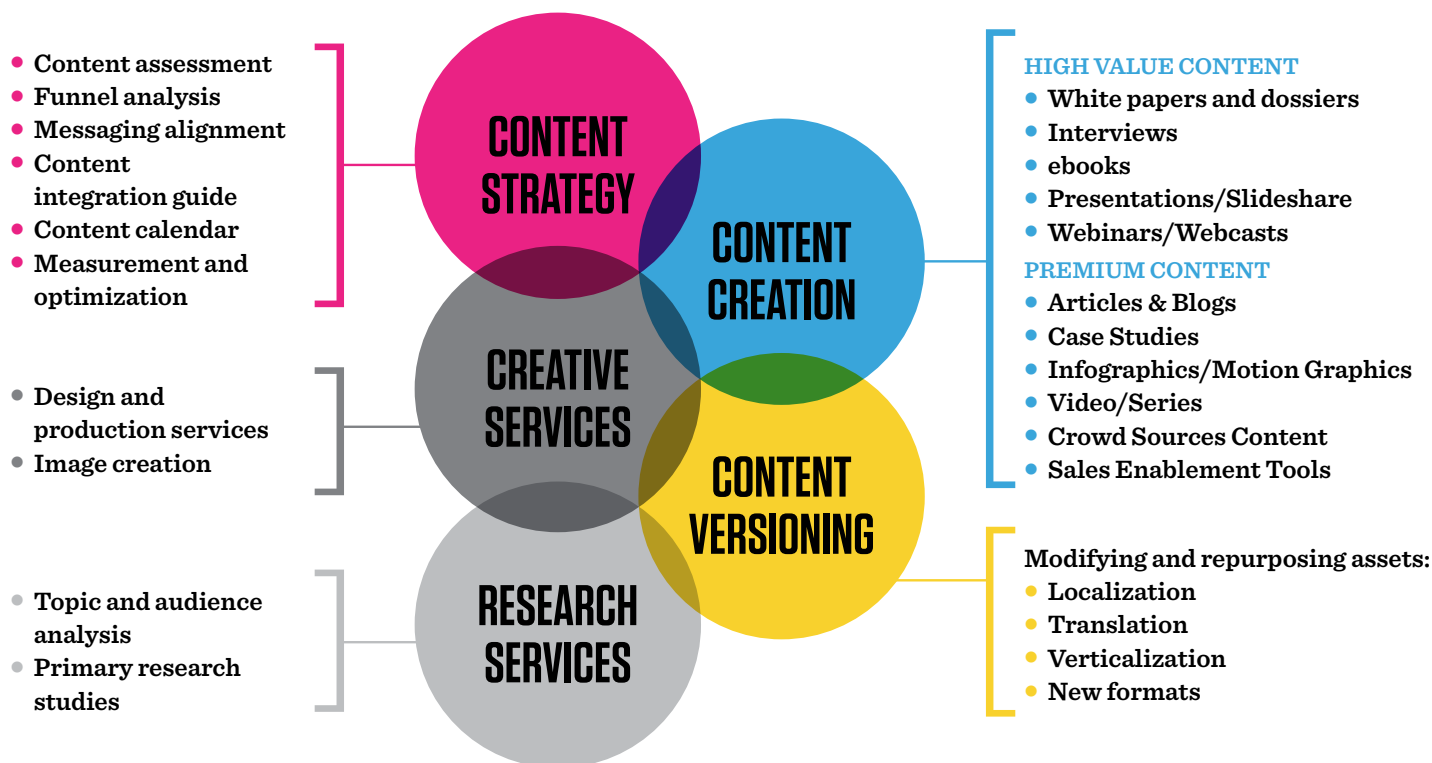 • Content assessment
• Funnel analysis
• Messaging alignment
• Content
integration guide
• Content calendar
• Measurement and
optimization
• Design and
production services
• Image creation
• Topic and audience
analysis
• Primary research
studies
CONTENT
STRATEGY
CREATIVE
SERVICES
RESEARCH
SERVICES
CONTENT
CREATION
CONTENT
VERSIONING
HIGH VALUE CONTENT
• White papers and dossiers
• Interviews
• ebooks
• Presentations/Slideshare
• Webinars/Webcasts
PREMIUM CONTENT
• Articles & Blogs
• Case Studies
• Infographics/Motion Graphics
• Video/Series
• Crowd Sources Content
• Sales Enablement Tools
Modifying and repurposing assets:
• Localization
• Translation
• Verticalization
• New formats